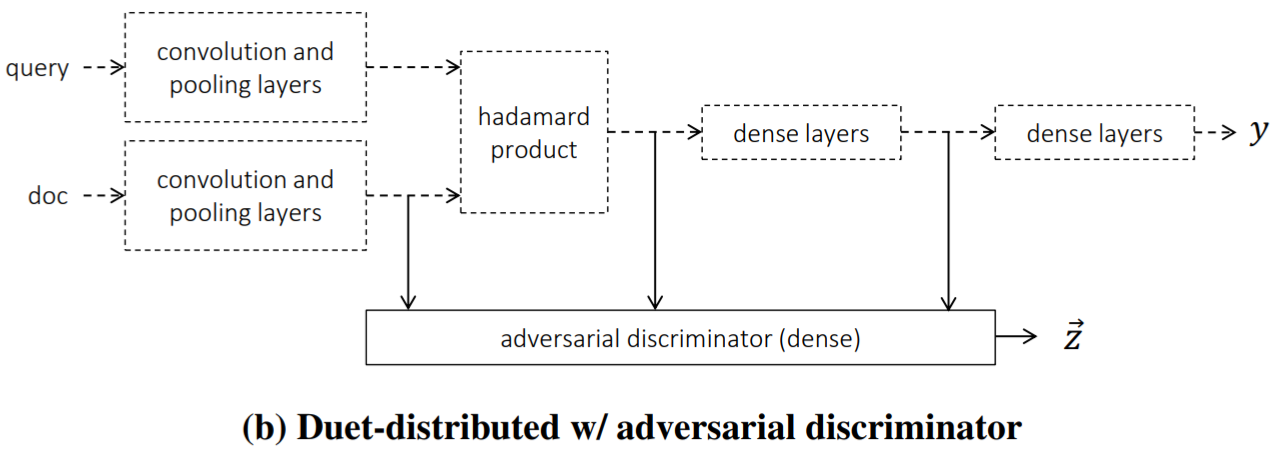 query
convolution and
pooling layers
doc
convolution and
pooling layers
hadamard
product
dense layers
dense layers
y
adversarial discriminator (dense)
z⃗
(b) Duet-distributed w/ adversarial discriminator